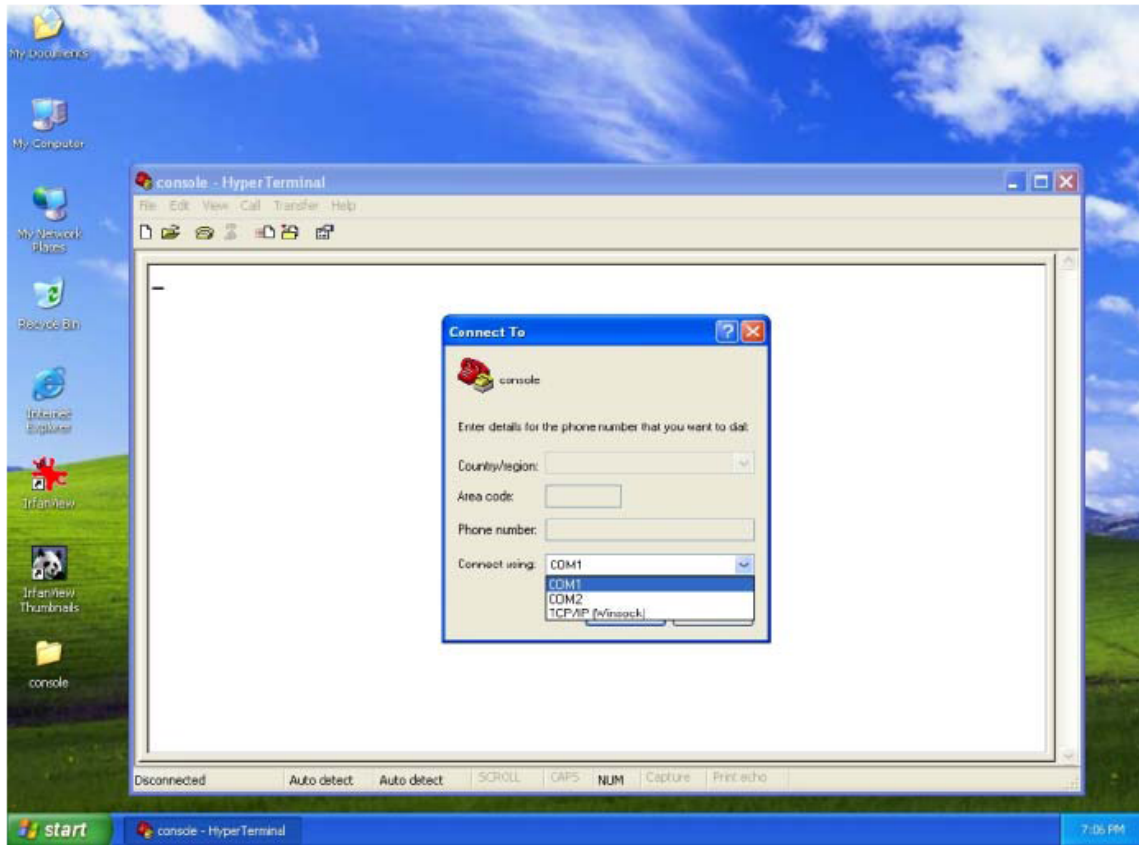 My Documents
My Computer
My Network
Places
Recycle Bin
Internet
Explorer
IrfanView
IrfanView
Thumbnails
console
console - HyperTerminal
File Edit View Call Transfer Help
Connect To
console
Enter details for the phone number that you want to dial:
Country/region:
Area code:
Phone number:
Connect using: COM1
COM1
COM2
TCP/IP (Winsock)
Disconnected Auto detect Auto detect SCROLL CAPS NUM Capture Print echo
start console - HyperTerminal 7:06 PM